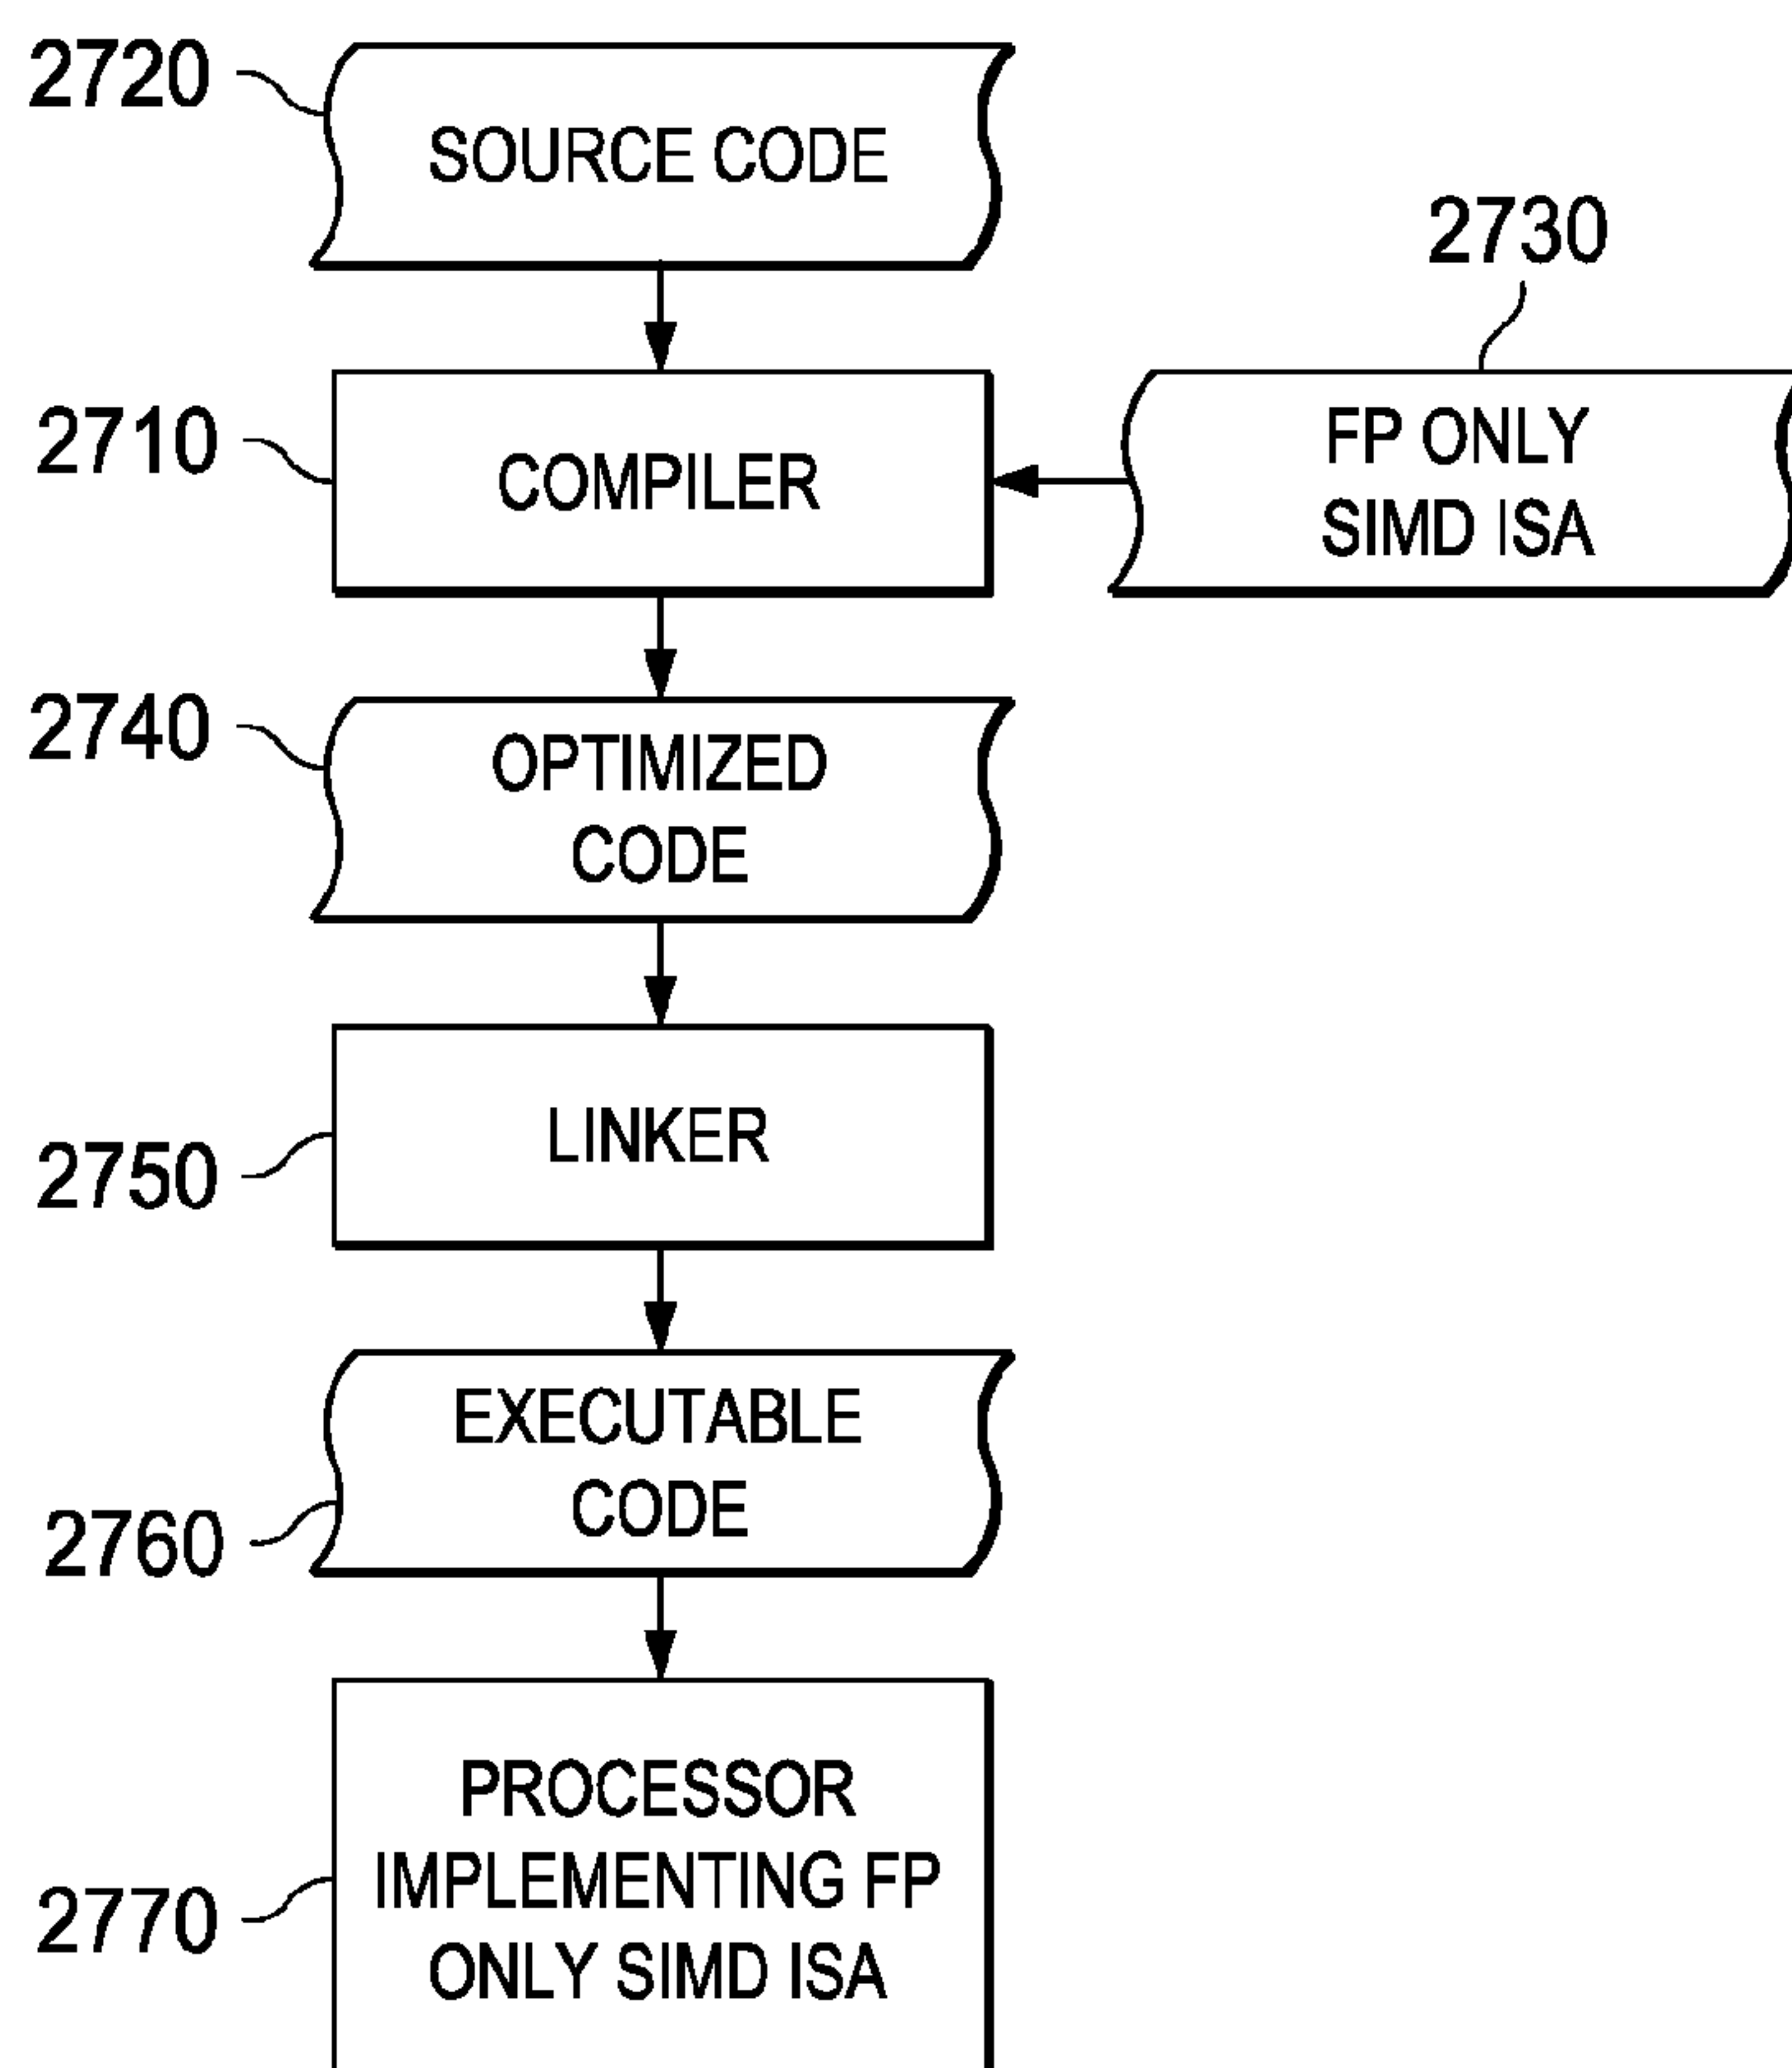 2720
SOURCE CODE
2730
2710
COMPILER
FP ONLY
SIMD ISA
2740
OPTIMIZED
CODE
2750
LINKER
2760
EXECUTABLE
CODE
2770
PROCESSOR
IMPLEMENTING FP
ONLY SIMD ISA